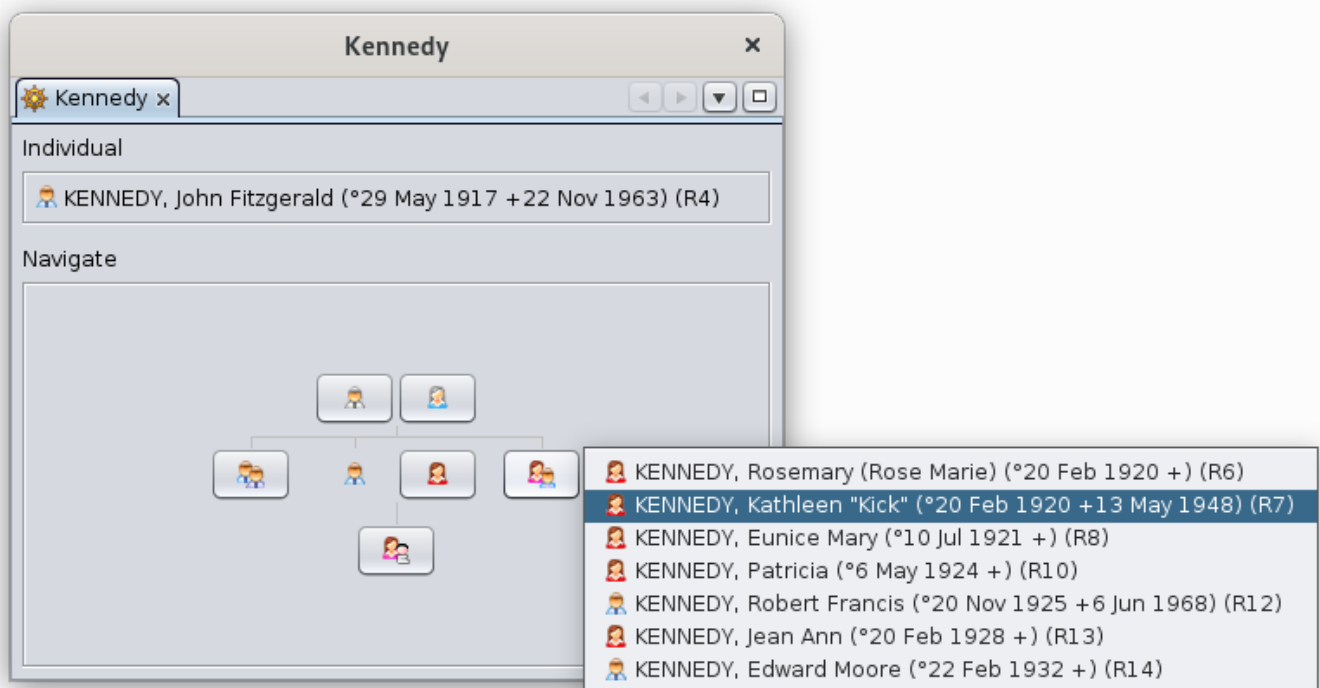 Kennedy
Kennedy
Individual
KENNEDY, John Fitzgerald (°29 May 1917 +22 Nov 1963) (R4)
Navigate
KENNEDY, Rosemary (Rose Marie) (°20 Feb 1920 +) (R6)
KENNEDY, Kathleen "Kick" (°20 Feb 1920 +13 May 1948) (R7)
KENNEDY, Eunice Mary (°10 Jul 1921 +) (R8)
KENNEDY, Patricia (°6 May 1924 +) (R10)
KENNEDY, Robert Francis (°20 Nov 1925 +6 Jun 1968) (R12)
KENNEDY, Jean Ann (°20 Feb 1928 +) (R13)
KENNEDY, Edward Moore (°22 Feb 1932 +) (R14)